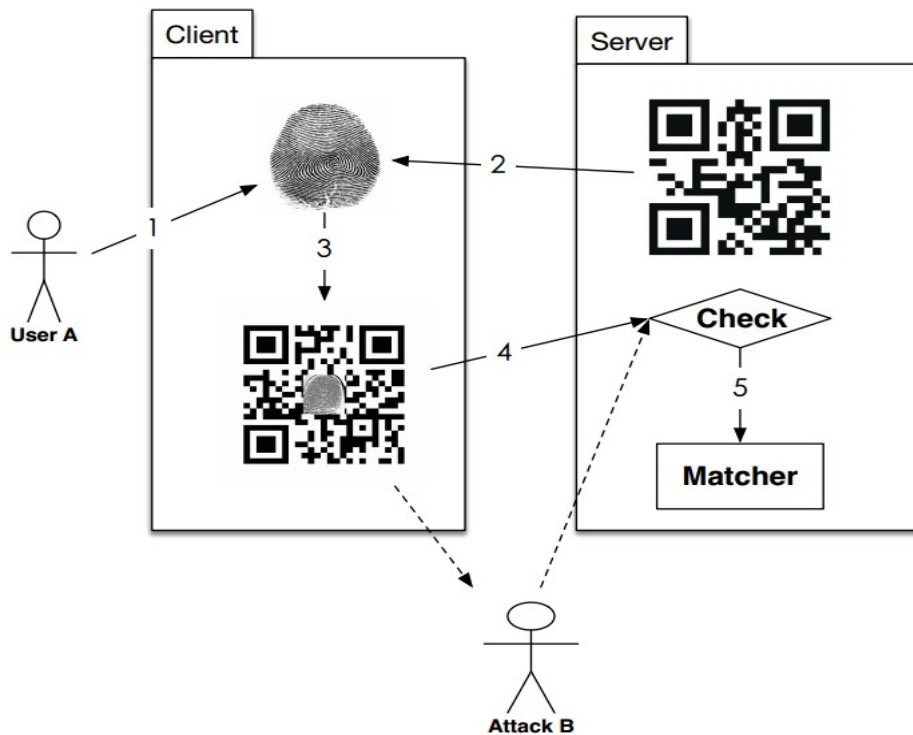 Client
Server
2
1
3
User A
Check
4
5
Matcher
Attack B